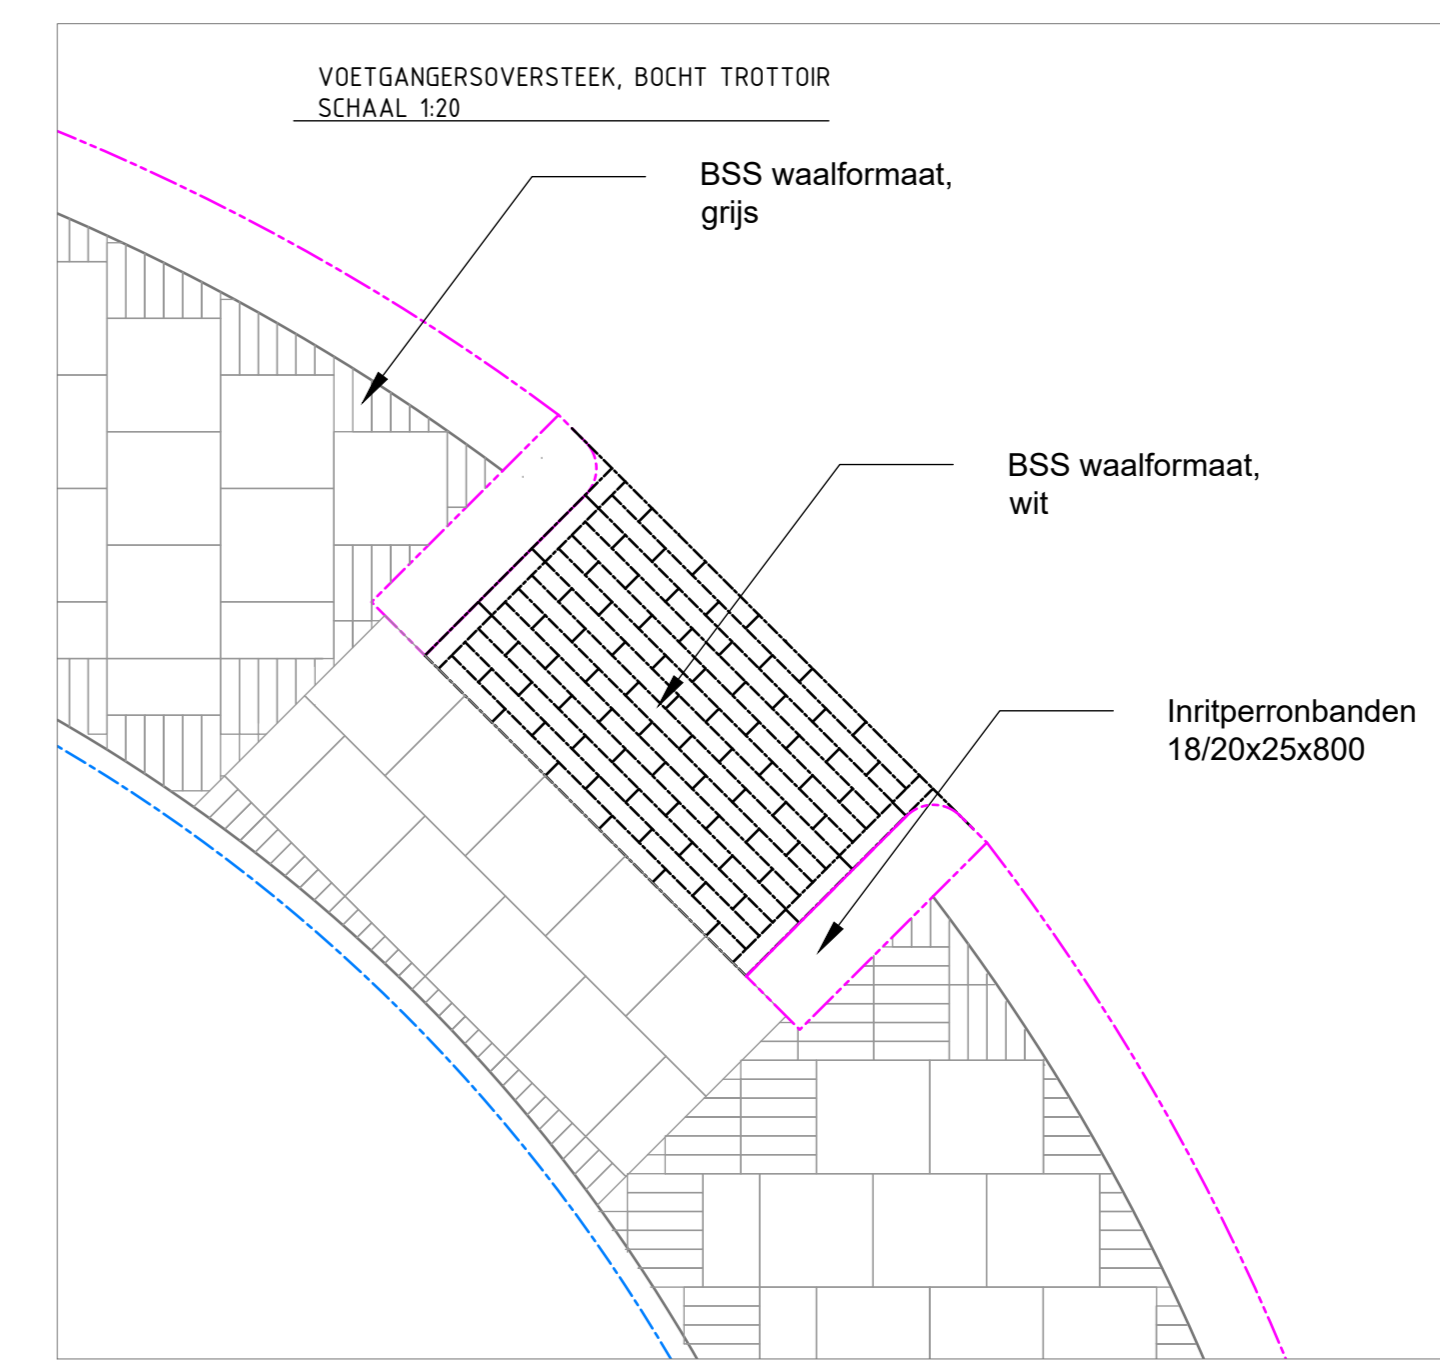 VOETGANGERSOVERSTEEK, BOCHT TROTTOIR
SCHAAL 1:20
BSS waalformaat,
grijs
BSS waalformaat,
wit
Inritperronbanden
18/20x25x800